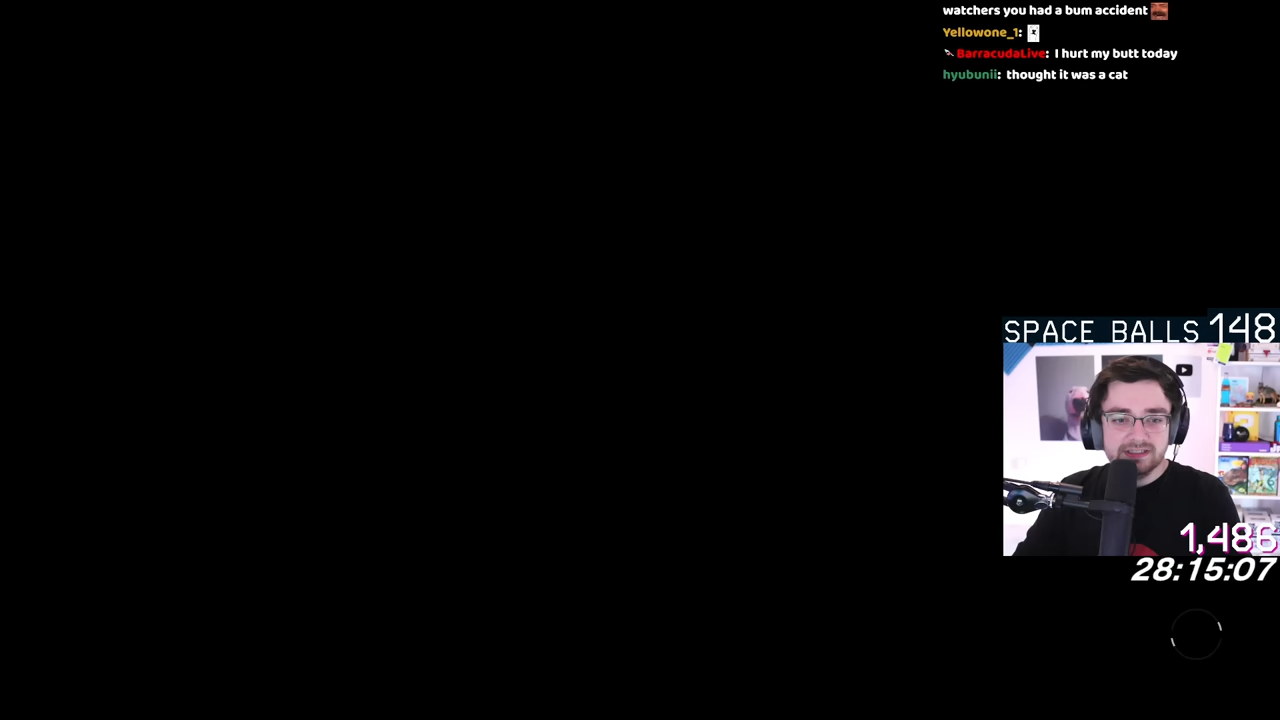 watchers you had a bum accident
Yellowone_1:
BarracudaLive: I hurt my butt today
hyubunii: thought it was a cat
SPACE BALLS 148
1,486
28:15:07